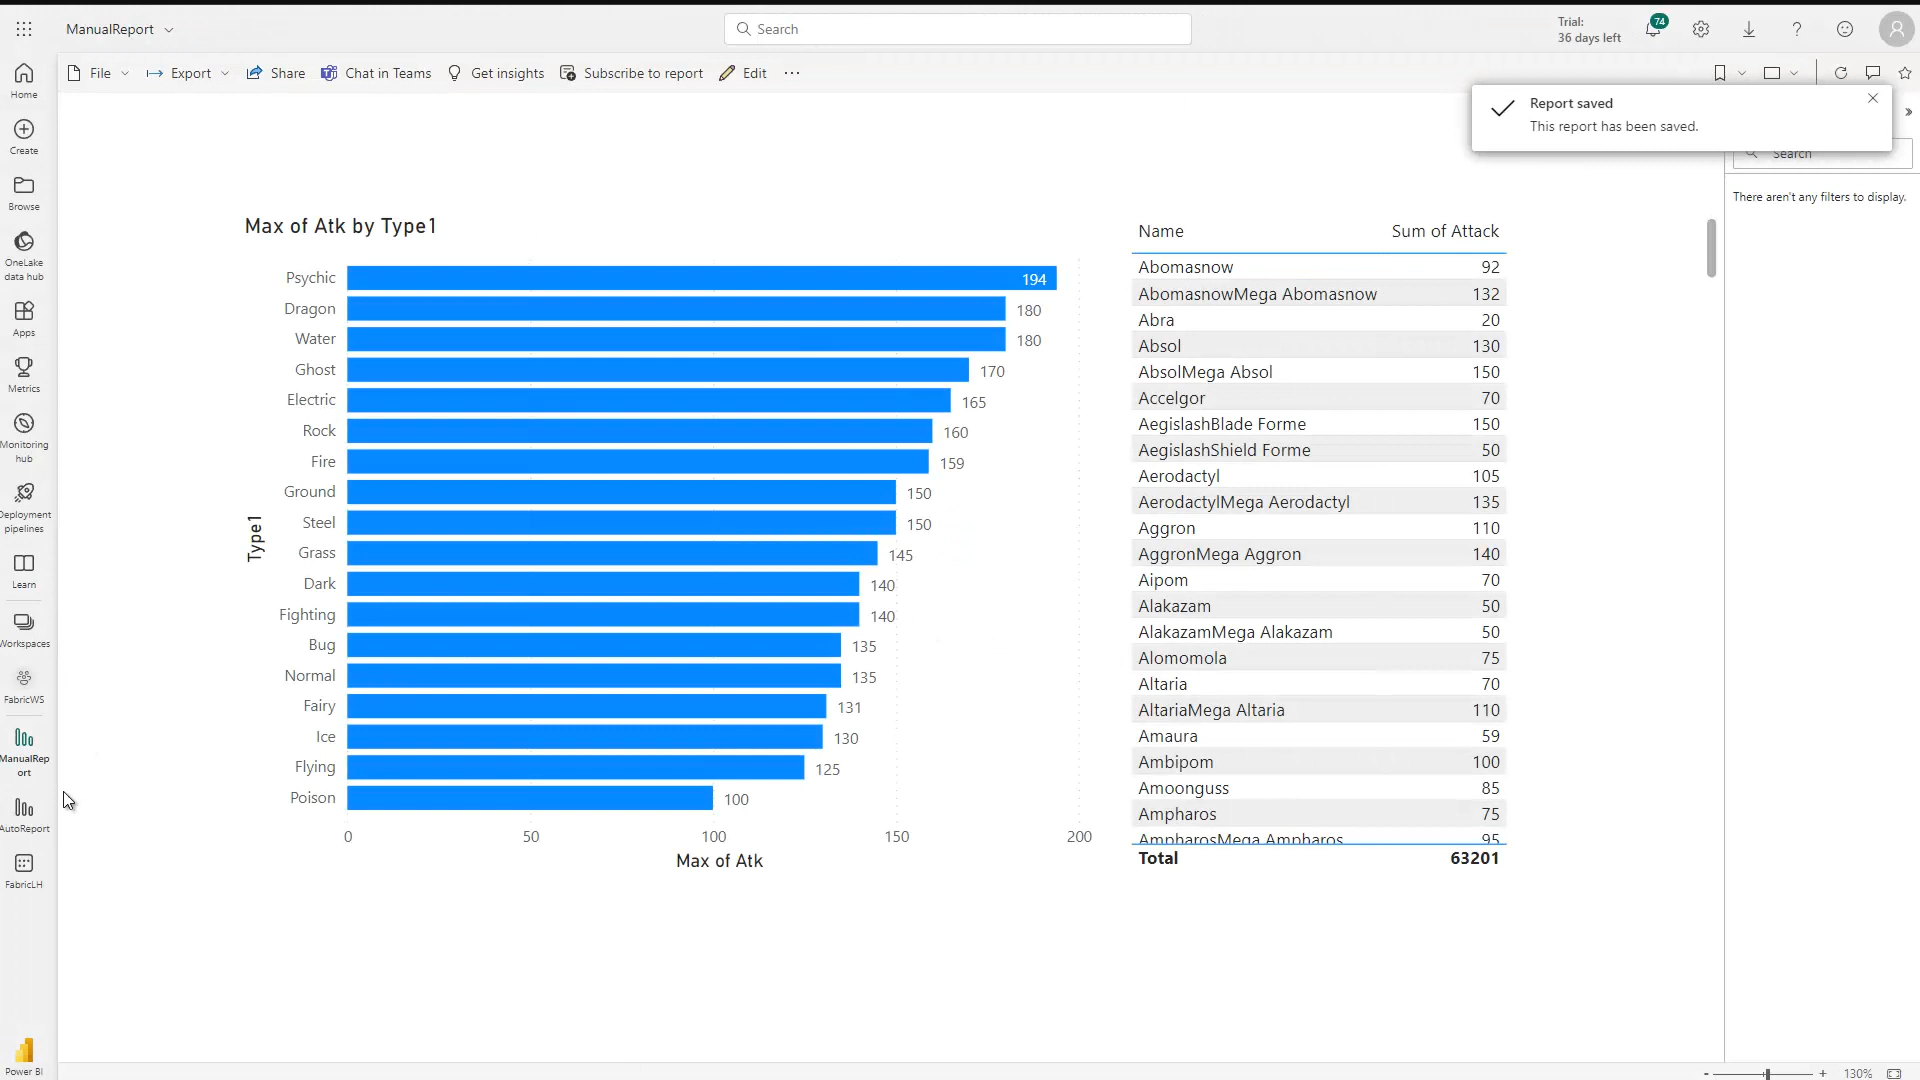 ManualReport
Search
Trial:
36 days left
74
File
Export
Share
Chat in Teams
Get insights
Subscribe to report
Edit
Report saved
This report has been saved.
Search
There aren't any filters to display.
Home
Create
Browse
OneLake
data hub
Apps
Metrics
Monitoring
hub
Deployment
pipelines
Learn
Workspaces
FabricWS
ManualRep
ort
AutoReport
FabricLH
Power BI
Max of Atk by Type1
Type1
Psychic 194
Dragon 180
Water 180
Ghost 170
Electric 165
Rock 160
Fire 159
Ground 150
Steel 150
Grass 145
Dark 140
Fighting 140
Bug 135
Normal 135
Fairy 131
Ice 130
Flying 125
Poison 100
0 50 100 150 200
Max of Atk
Name Sum of Attack
Abomasnow 92
AbomasnowMega Abomasnow 132
Abra 20
Absol 130
AbsolMega Absol 150
Accelgor 70
AegislashBlade Forme 150
AegislashShield Forme 50
Aerodactyl 105
AerodactylMega Aerodactyl 135
Aggron 110
AggronMega Aggron 140
Aipom 70
Alakazam 50
AlakazamMega Alakazam 50
Alomomola 75
Altaria 70
AltariaMega Altaria 110
Amaura 59
Ambipom 100
Amoonguss 85
Ampharos 75
AmpharosMega Ampharos 95
Total 63201
- + 130%